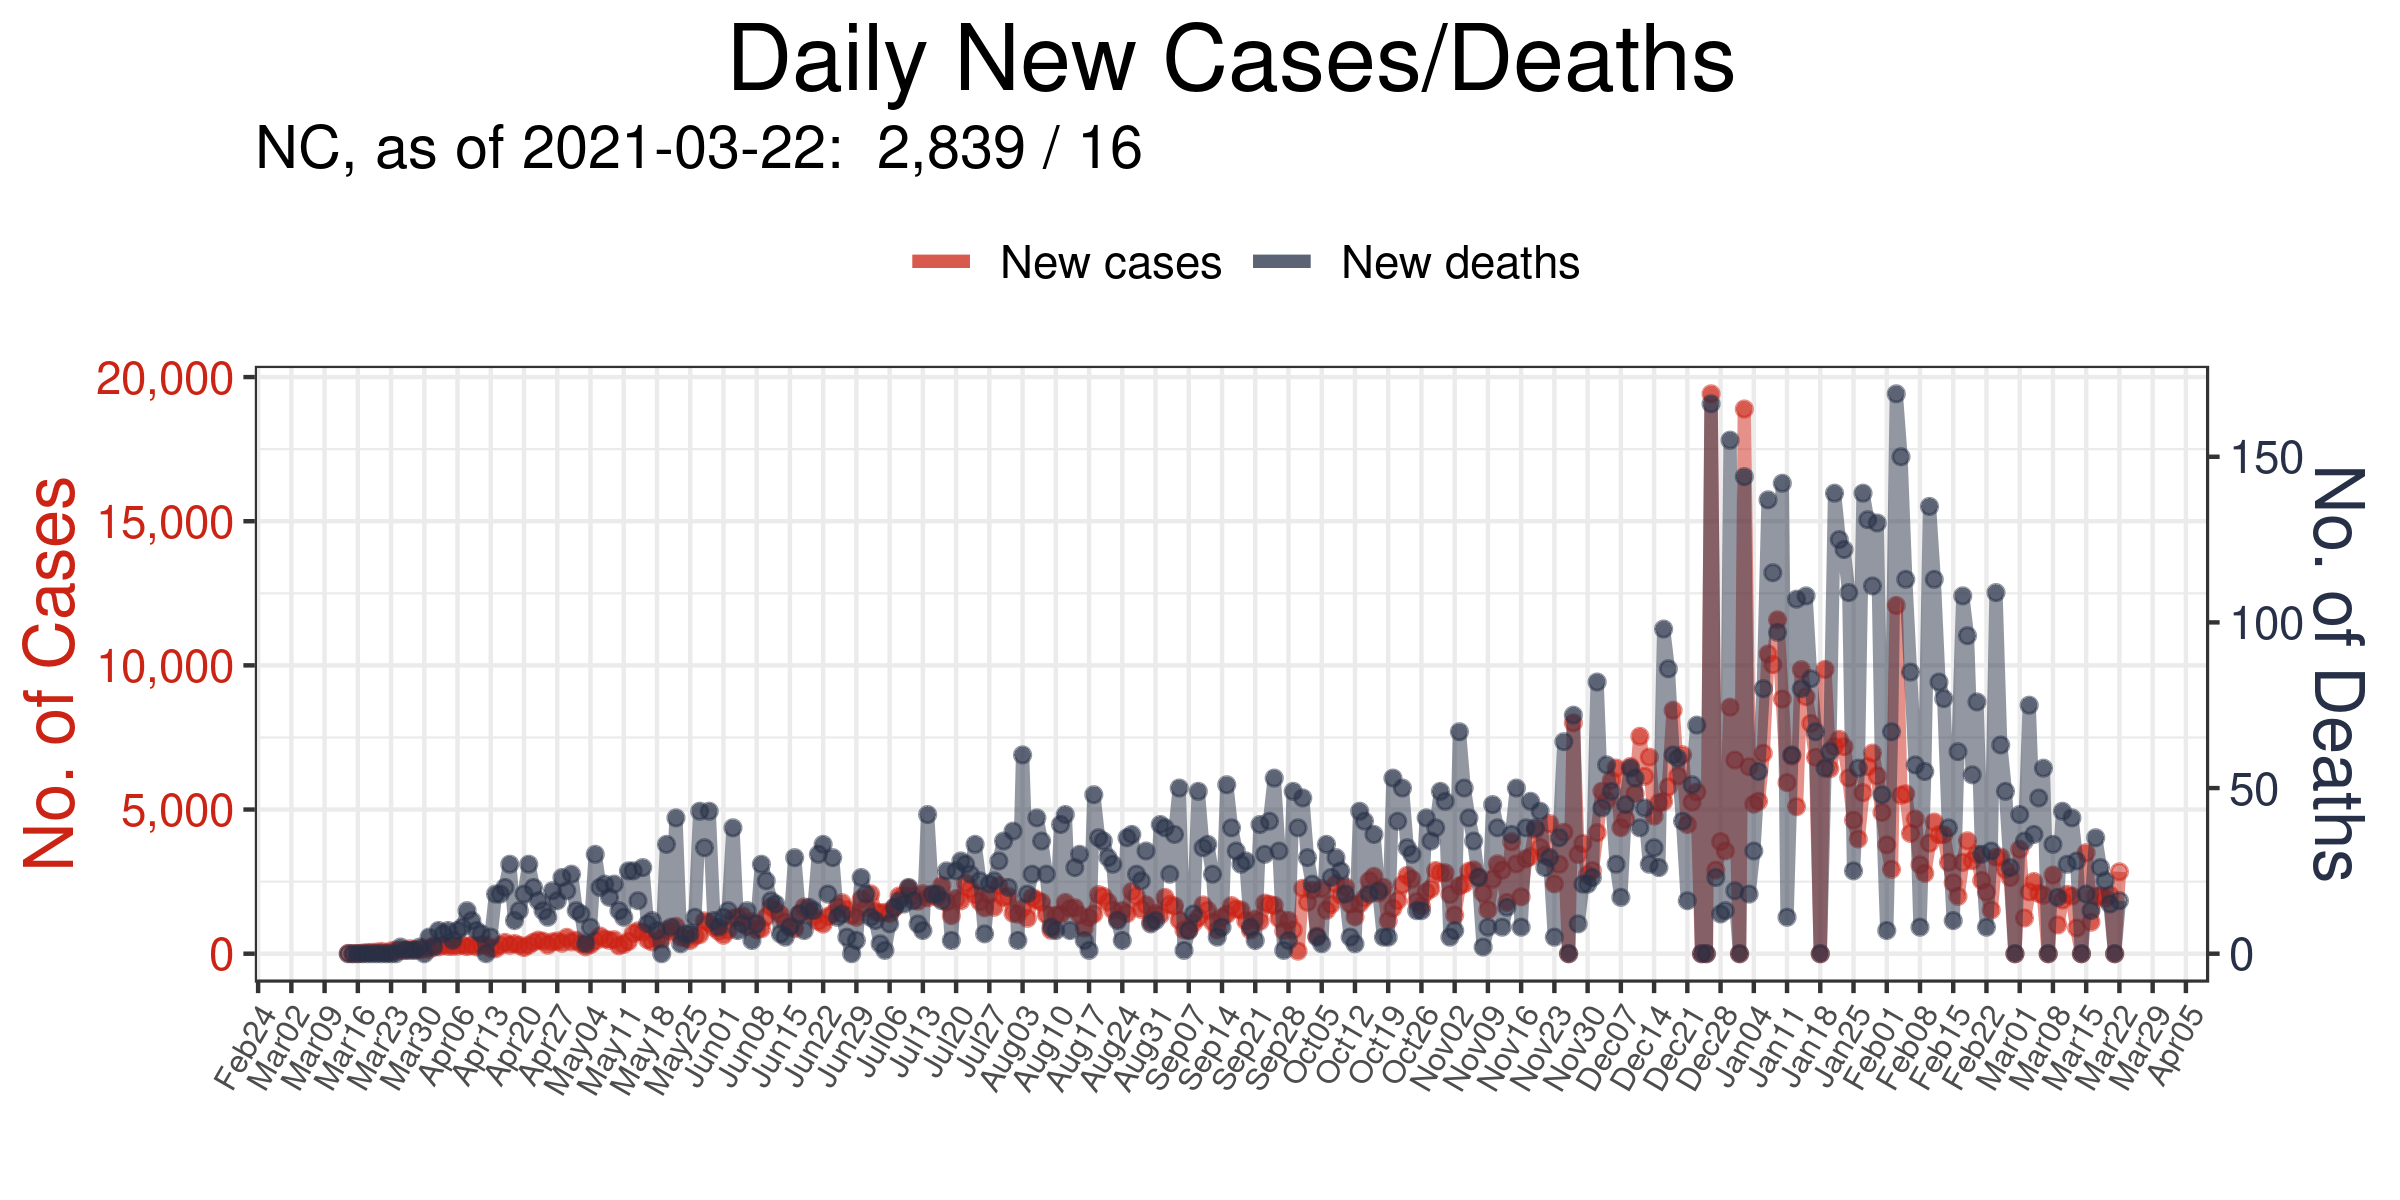 Daily New Cases/Deaths
NC, as of 2021-03-22:  2,839 / 16
New cases
New deaths
No. of Cases
20,000
15,000
10,000
5,000
0
No. of Deaths
150
100
50
0
Feb24
Mar02
Mar09
Mar16
Mar23
Mar30
Apr06
Apr13
Apr20
Apr27
May04
May11
May18
May25
Jun01
Jun08
Jun15
Jun22
Jun29
Jul06
Jul13
Jul20
Jul27
Aug03
Aug10
Aug17
Aug24
Aug31
Sep07
Sep14
Sep21
Sep28
Oct05
Oct12
Oct19
Oct26
Nov02
Nov09
Nov16
Nov23
Nov30
Dec07
Dec14
Dec21
Dec28
Jan04
Jan11
Jan18
Jan25
Feb01
Feb08
Feb15
Feb22
Mar01
Mar08
Mar15
Mar22
Mar29
Apr05